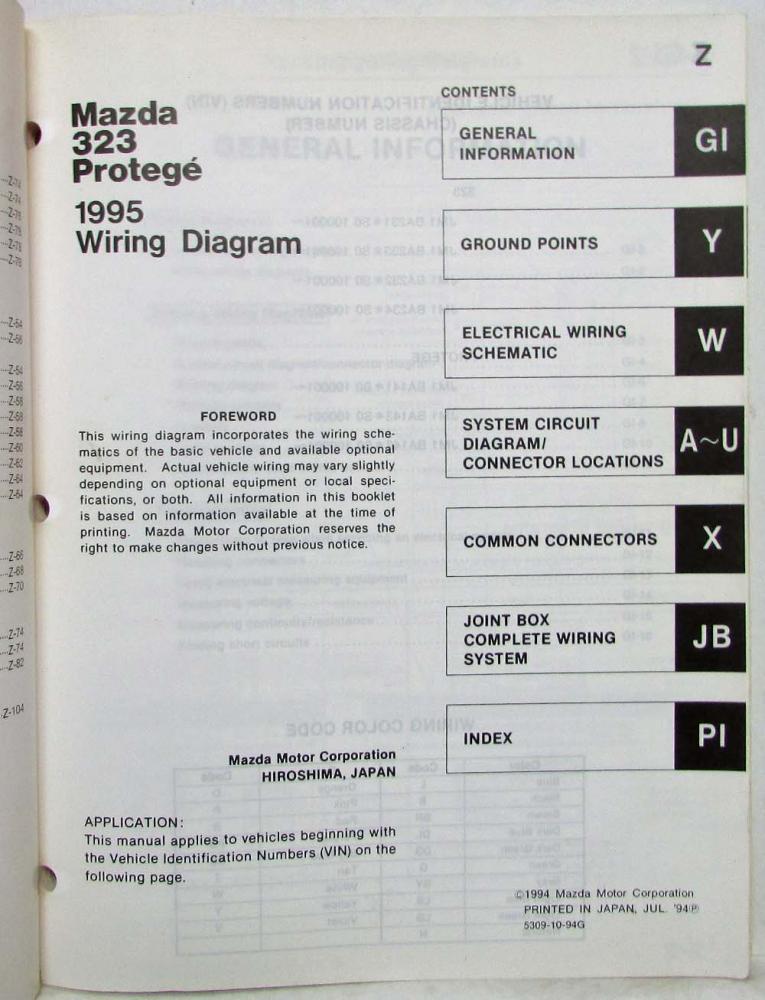 Z
Mazda
323
Protegé
1995
Wiring Diagram
FOREWORD
This wiring diagram incorporates the wiring sche-
matics of the basic vehicle and available optional
equipment. Actual vehicle wiring may vary slightly
depending on optional equipment or local speci-
fications, or both. All information in this booklet
is based on information available at the time of
printing. Mazda Motor Corporation reserves the
right to make changes without previous notice.
Mazda Motor Corporation
HIROSHIMA, JAPAN
APPLICATION:
This manual applies to vehicles beginning with
the Vehicle Identification Numbers (VIN) on the
following page.
CONTENTS
GENERAL
INFORMATION
GI
GROUND POINTS
Y
ELECTRICAL WIRING
SCHEMATIC
W
SYSTEM CIRCUIT
DIAGRAM/
CONNECTOR LOCATIONS
A~U
COMMON CONNECTORS
X
JOINT BOX
COMPLETE WIRING
SYSTEM
JB
INDEX
PI
©1994 Mazda Motor Corporation
PRINTED IN JAPAN, JUL. '94Ⓟ
5309-10-94G